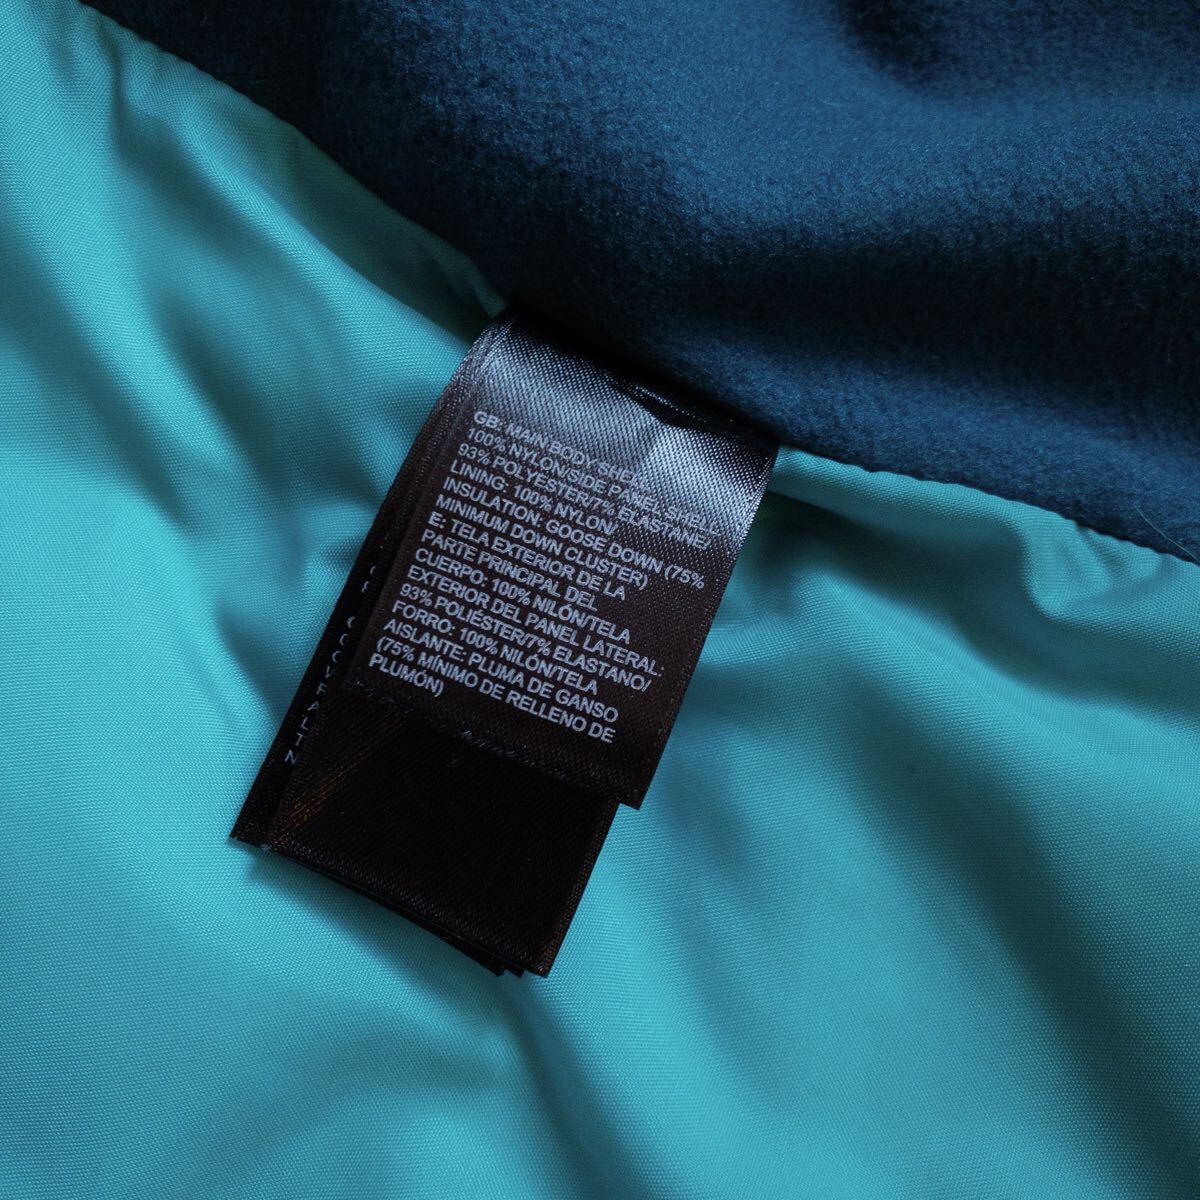 GB: MAIN BODY SHELL:
100% NYLON/SIDE PANEL SHELL:
93% POLYESTER/7% ELASTANE/
LINING: 100% NYLON/
INSULATION: GOOSE DOWN (75%
MINIMUM DOWN CLUSTER)
E: TELA EXTERIOR DE LA
PARTE PRINCIPAL DEL
CUERPO: 100% NILÓN/TELA
EXTERIOR DEL PANEL LATERAL:
93% POLIÉSTER/7% ELASTANO/
FORRO: 100% NILÓN/TELA
AISLANTE: PLUMA DE GANSO
(75% MÍNIMO DE RELLENO DE
PLUMÓN)